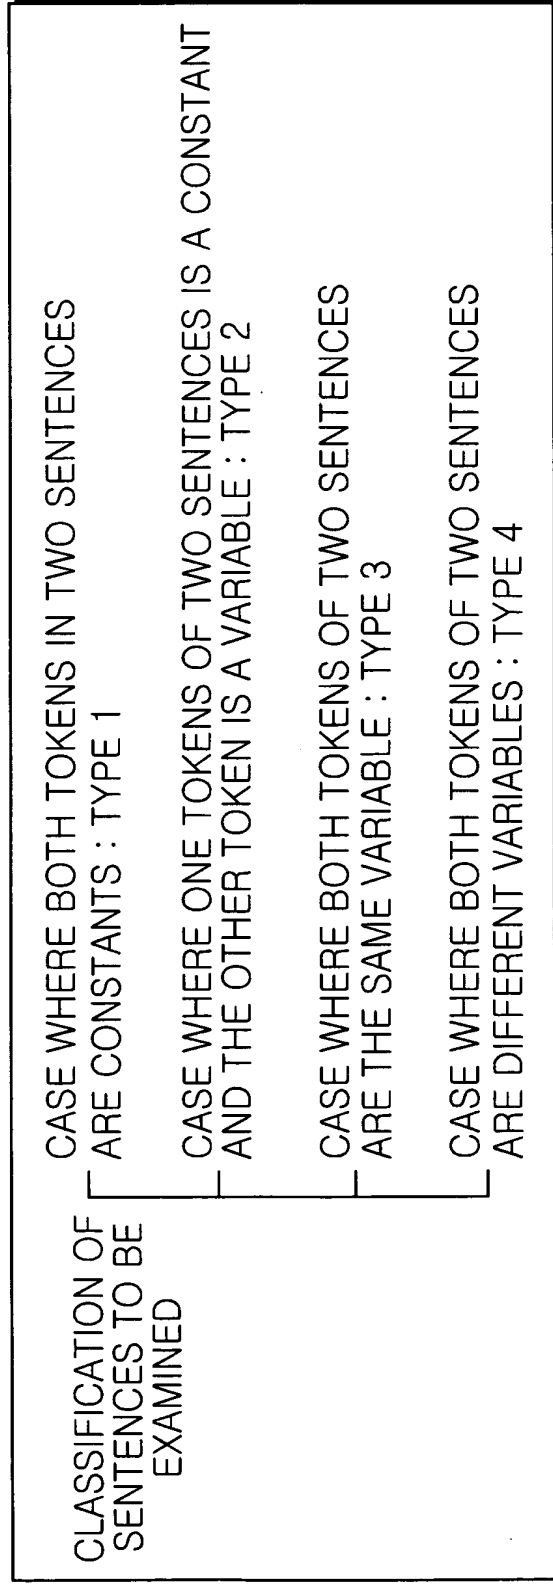 CLASSIFICATION OF
SENTENCES TO BE
EXAMINED
CASE WHERE BOTH TOKENS IN TWO SENTENCES
ARE CONSTANTS : TYPE 1
CASE WHERE ONE TOKENS OF TWO SENTENCES IS A CONSTANT
AND THE OTHER TOKEN IS A VARIABLE : TYPE 2
CASE WHERE BOTH TOKENS OF TWO SENTENCES
ARE THE SAME VARIABLE : TYPE 3
CASE WHERE BOTH TOKENS OF TWO SENTENCES
ARE DIFFERENT VARIABLES : TYPE 4